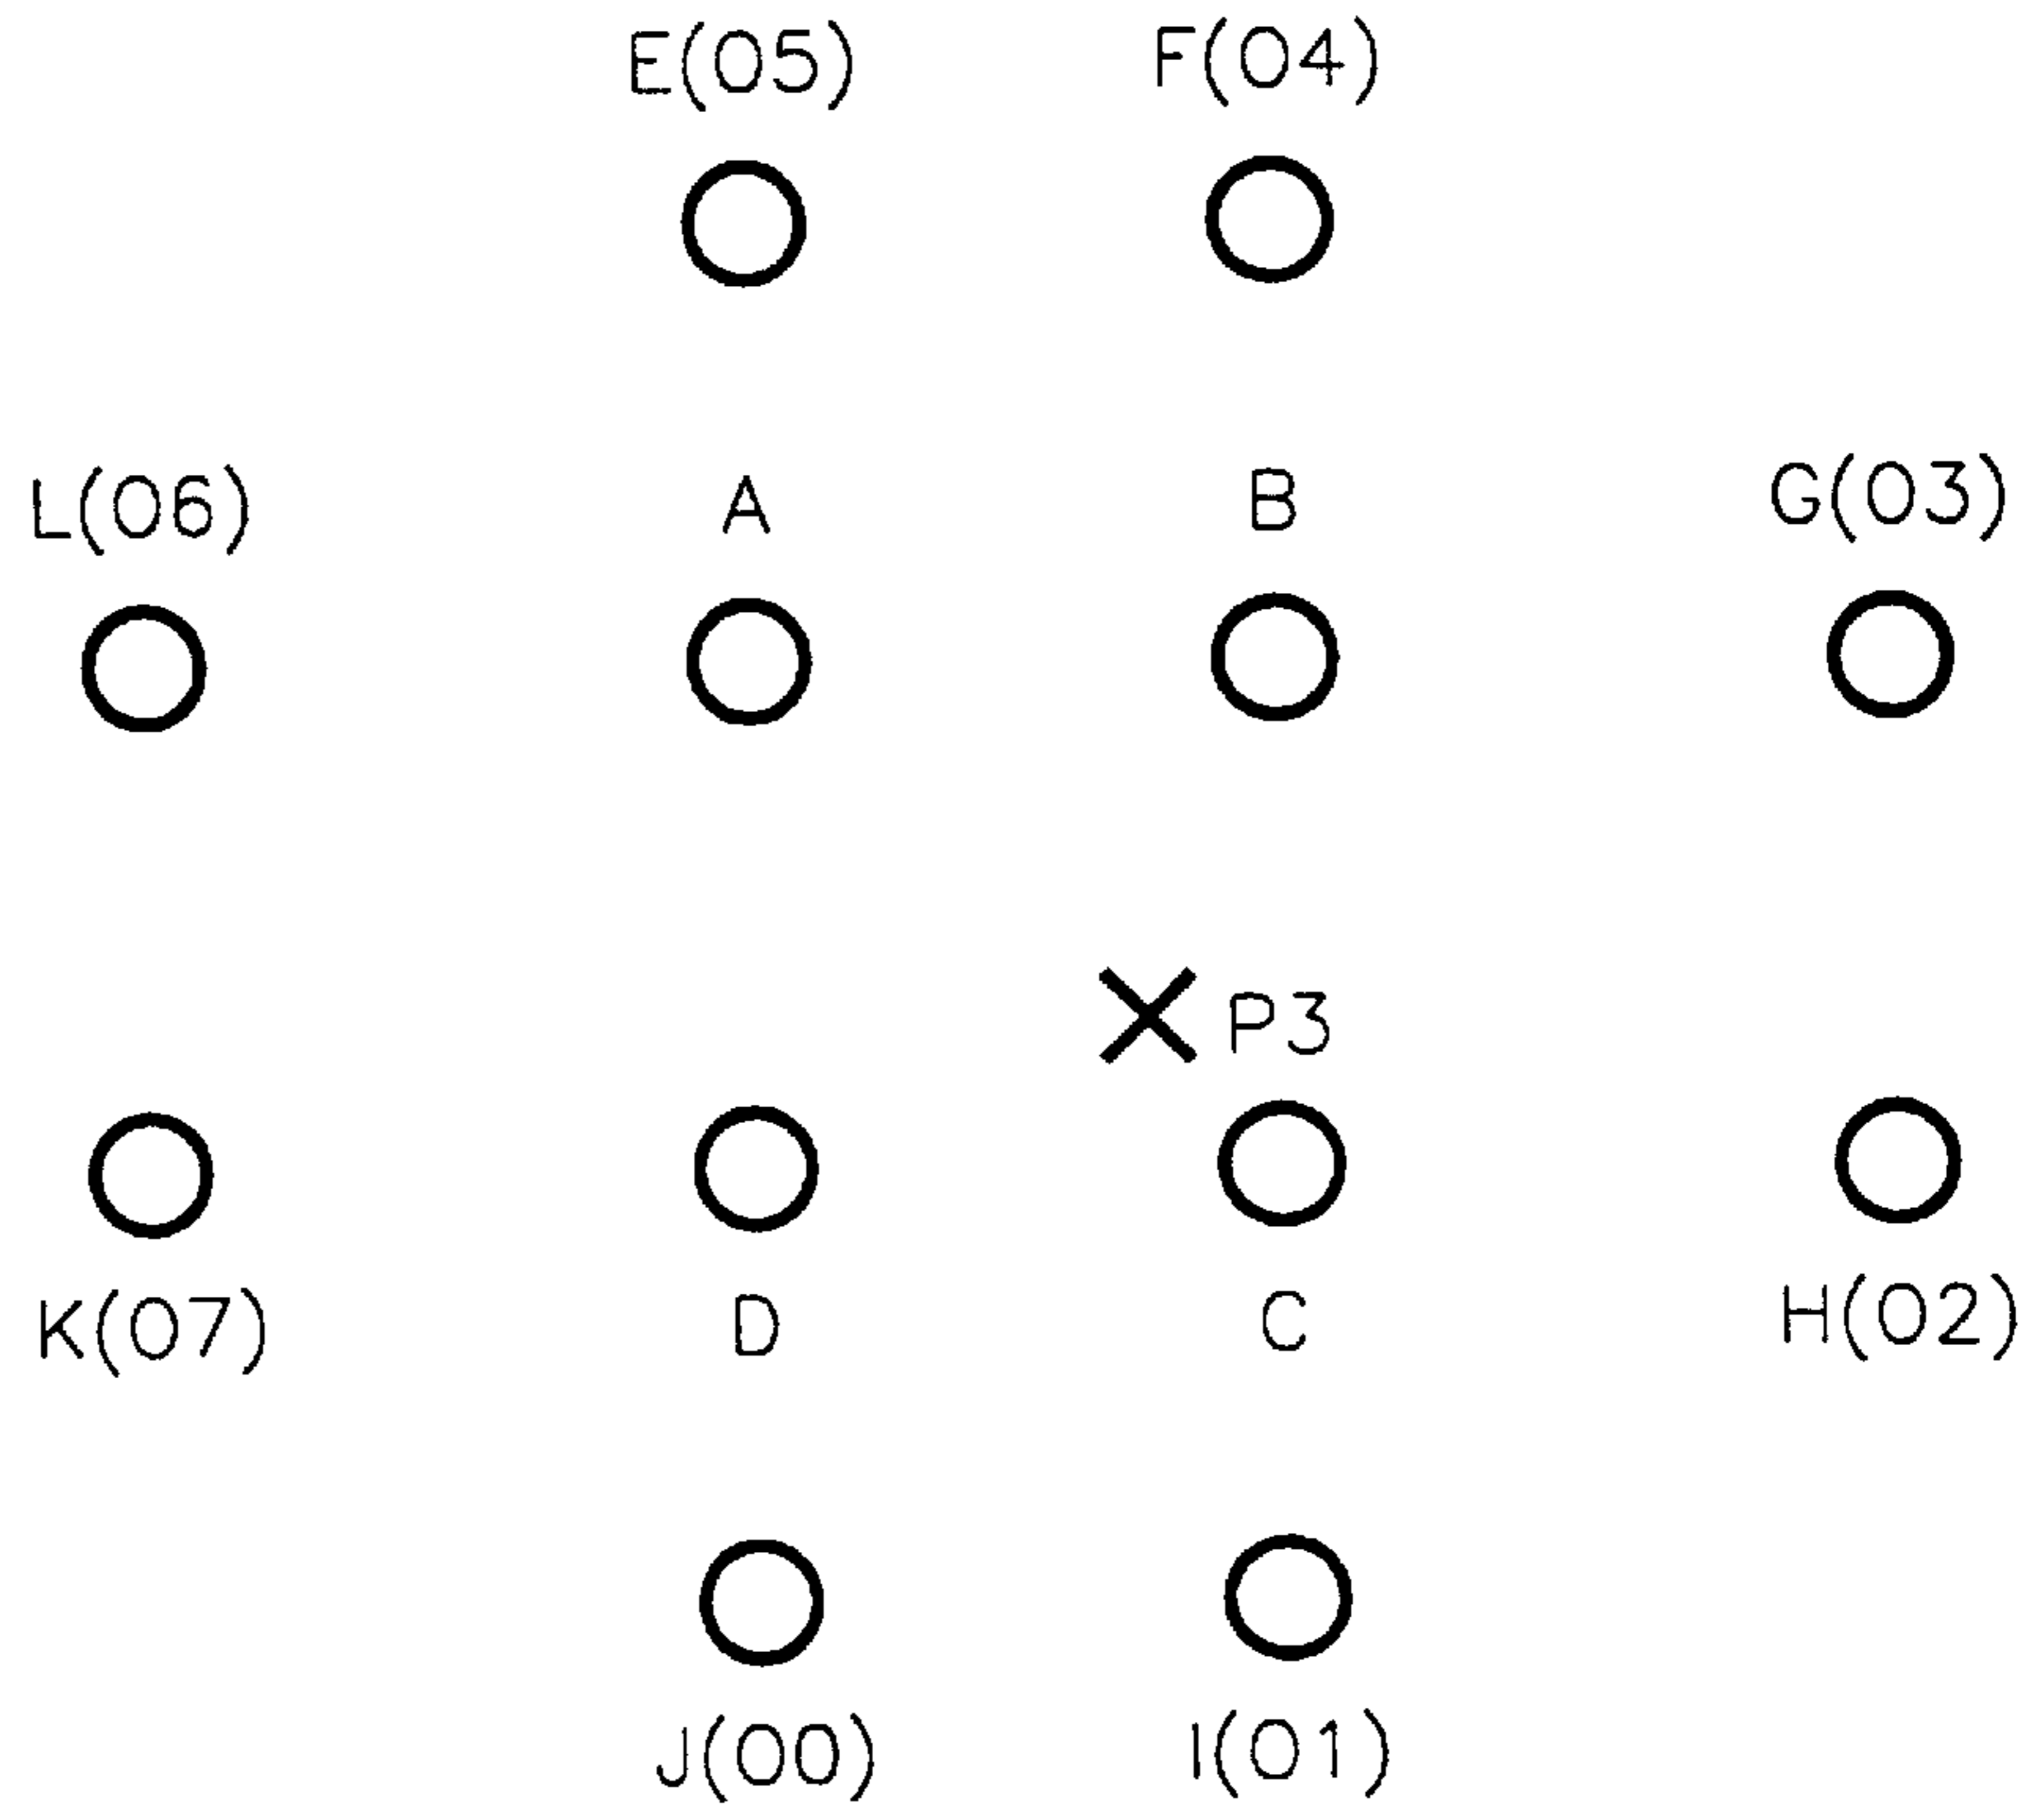 E(05) F(04)
L(06) A B G(03)
P3
K(07) D C H(02)
J(00) I(01)